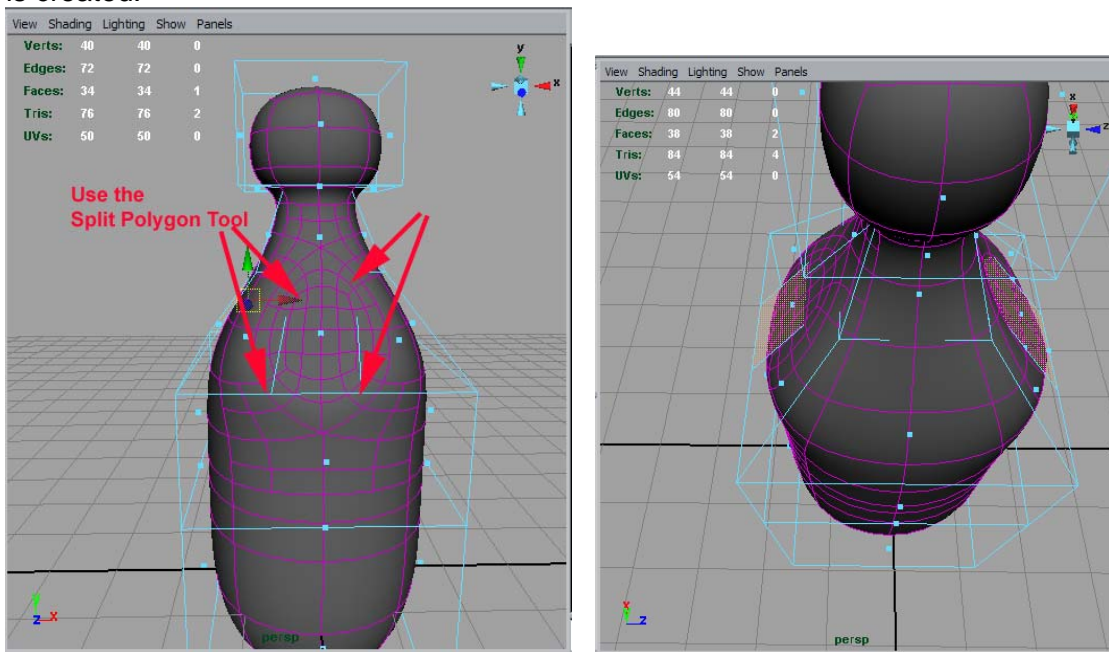 View Shading Lighting Show Panels
Verts: 40 40 0
Edges: 72 72 0
Faces: 34 34 1
Tris: 76 76 2
UVs: 50 50 0
y
x
Use the
Split Polygon Tool
y
z x
persp
View Shading Lighting Show Panels
Verts: 44 44 0
Edges: 80 80 0
Faces: 38 38 2
Tris: 84 84 4
UVs: 54 54 0
x
z
x
z
persp